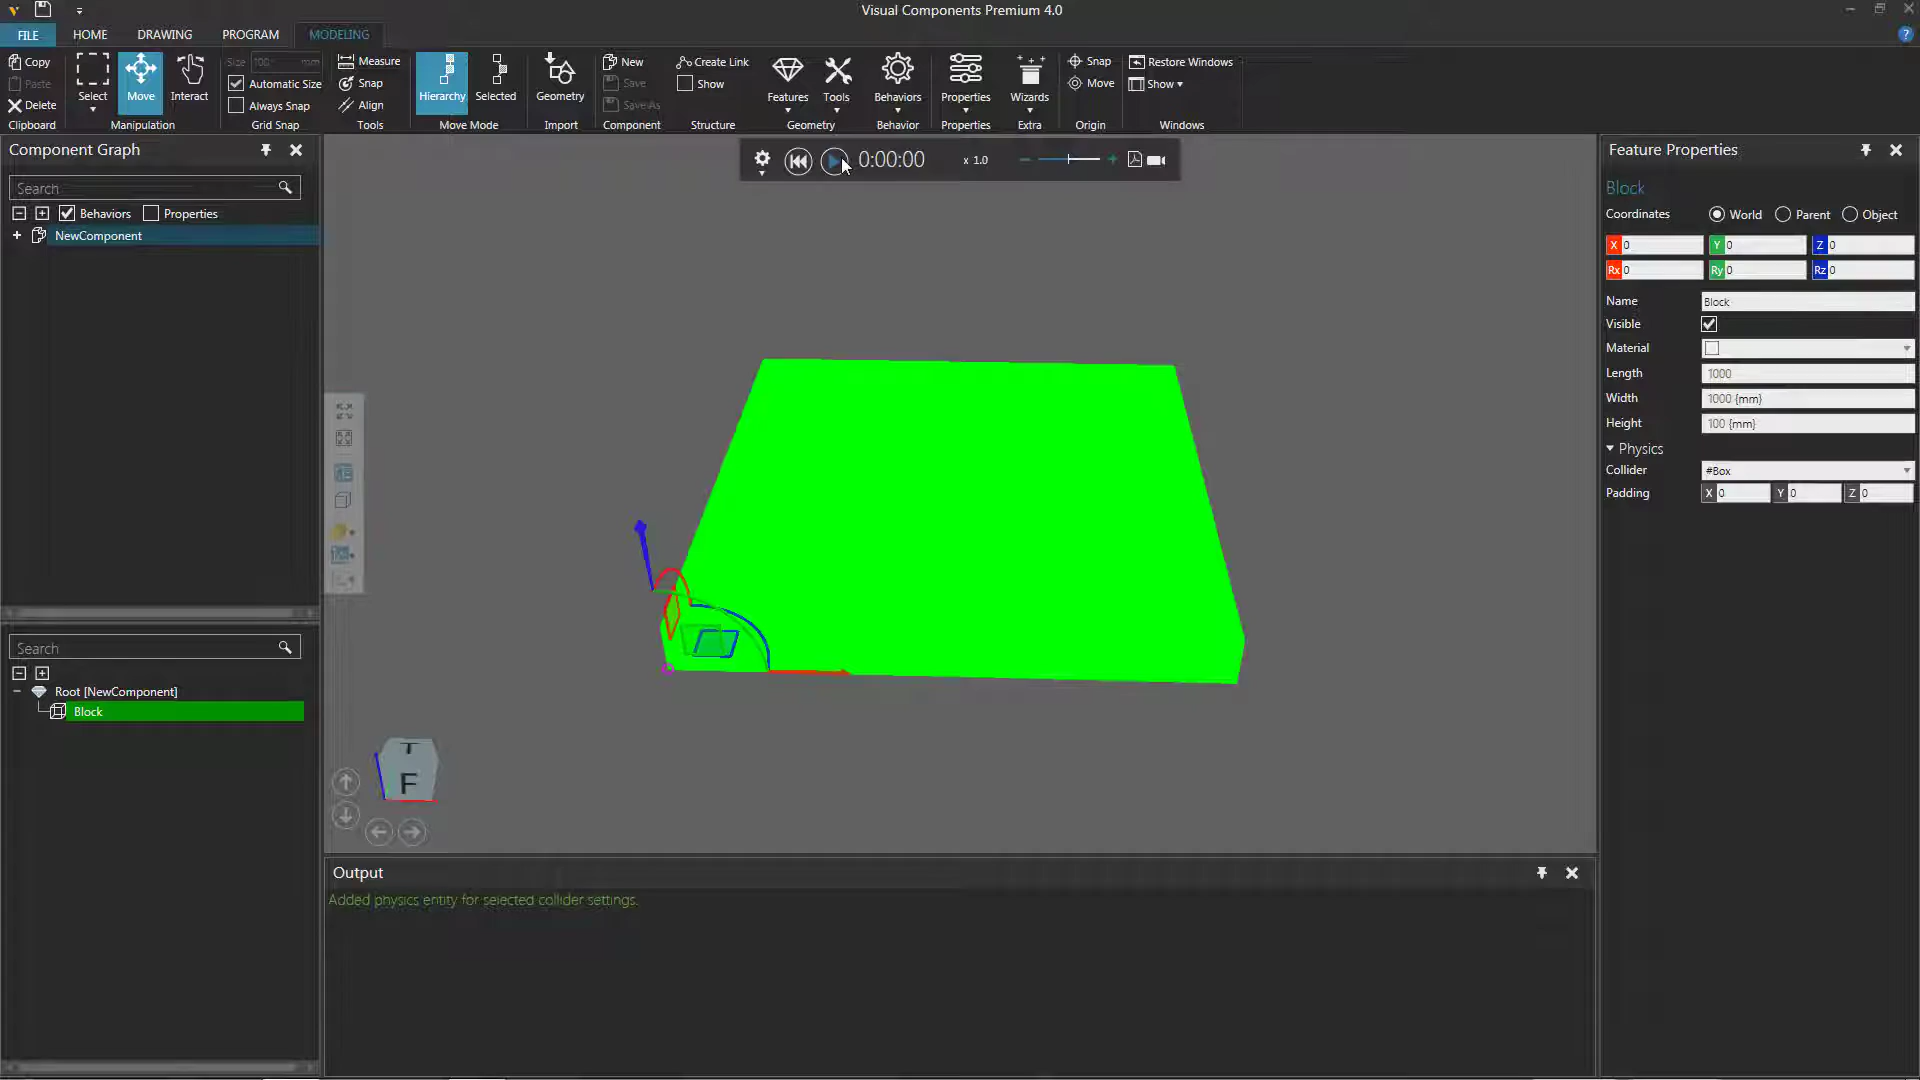 Visual Components Premium 4.0
FILE HOME DRAWING PROGRAM MODELING
Copy
Paste
Delete
Clipboard
Select
Move
Interact
Manipulation
Size 100 mm
Automatic Size
Always Snap
Grid Snap
Measure
Snap
Align
Tools
Hierarchy
Selected
Move Mode
Geometry
Import
New
Save
Save As
Component
Create Link
Show
Structure
Features
Tools
Geometry
Behaviors
Behavior
Properties
Properties
Wizards
Extra
Snap
Move
Origin
Restore Windows
Show
Windows
Component Graph
Search
Behaviors Properties
NewComponent
Search
Root [NewComponent]
Block
0:00:00 x 1.0
T
F
Output
Added physics entity for selected collider settings.
Feature Properties
Block
Coordinates World Parent Object
X 0 Y 0 Z 0
Rx 0 Ry 0 Rz 0
Name Block
Visible
Material
Length 1000
Width 1000 {mm}
Height 100 {mm}
Physics
Collider #Box
Padding X 0 Y 0 Z 0